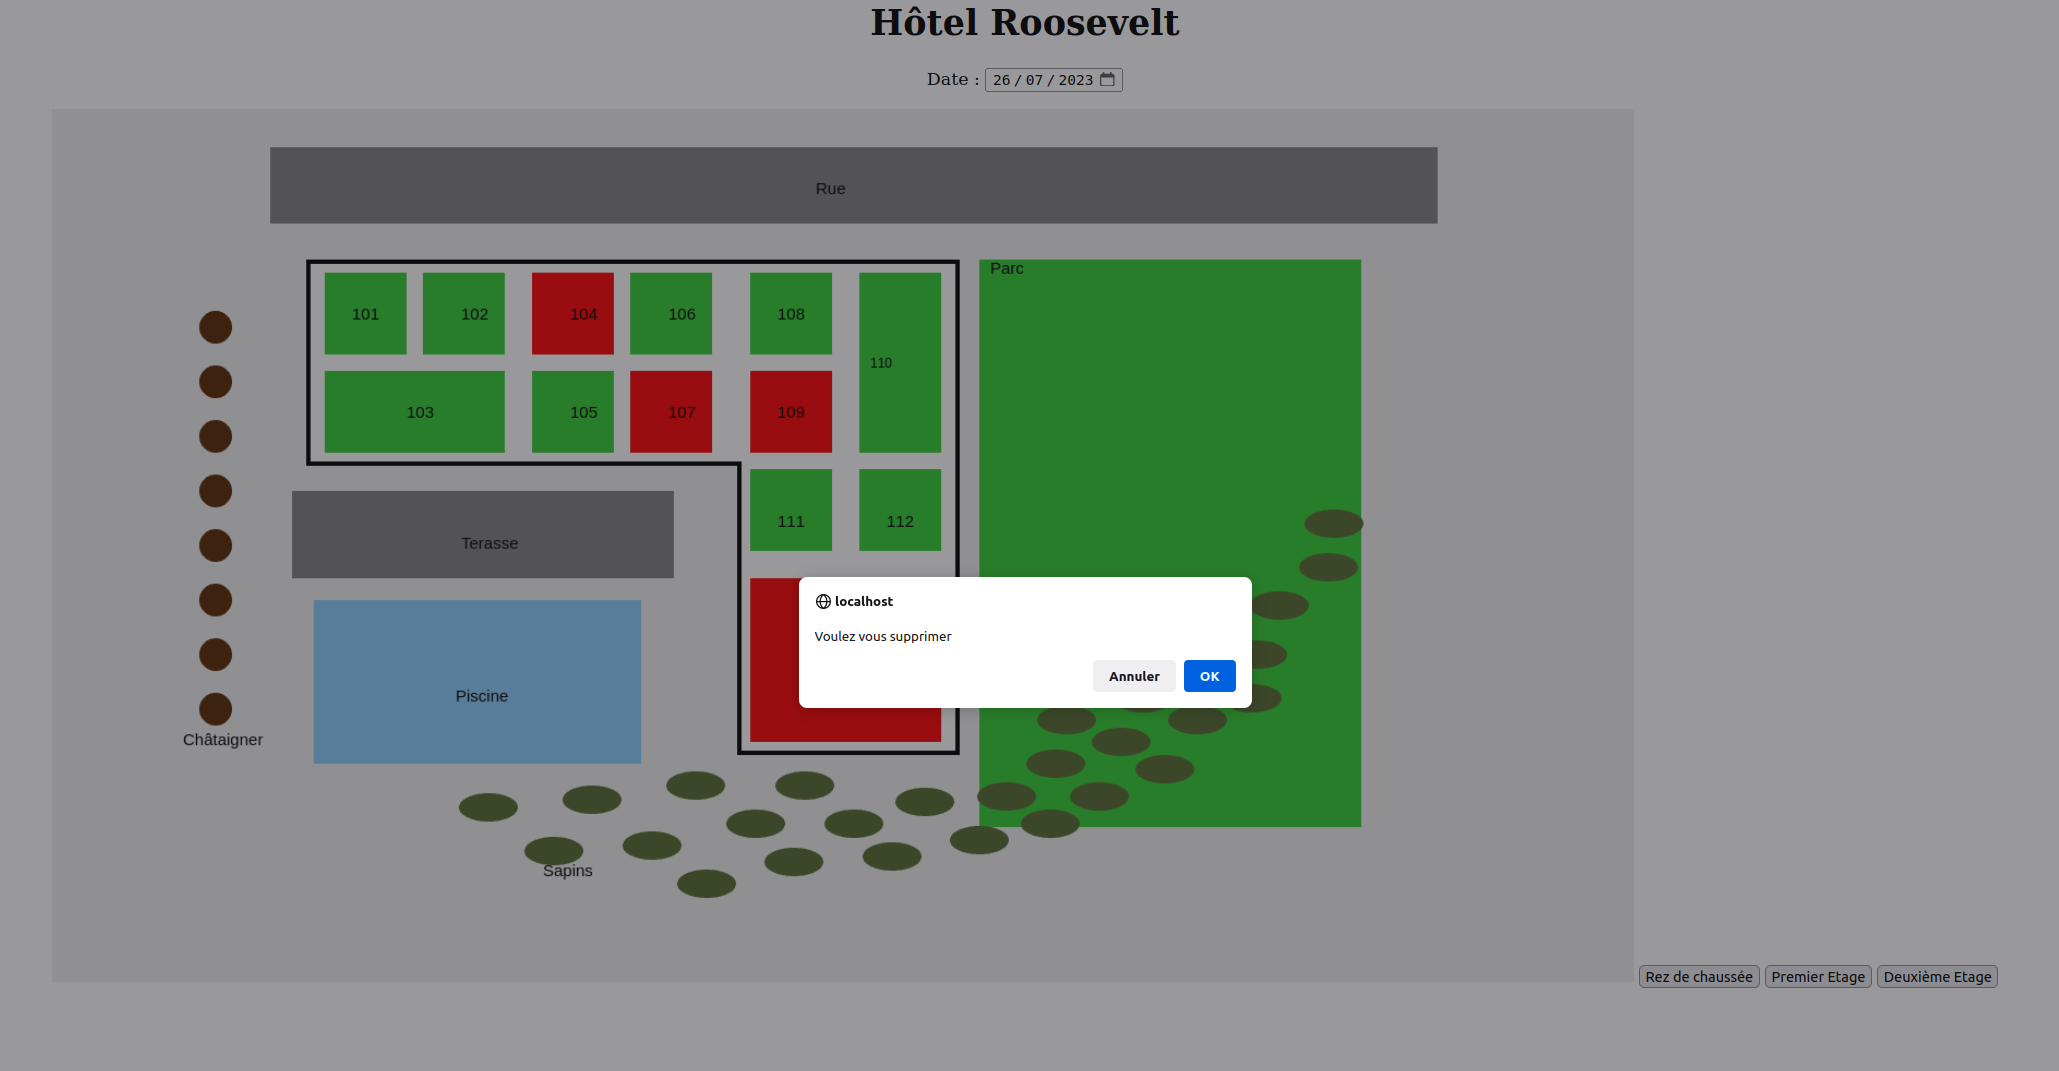 Hôtel Roosevelt
Date : 26 / 07 / 2023
Rue
Parc
101 102 104 106 108
110
103 105 107 109
111 112
Terasse
localhost
Voulez vous supprimer
Annuler OK
Piscine
Châtaigner
Sapins
Rez de chaussée Premier Etage Deuxième Etage